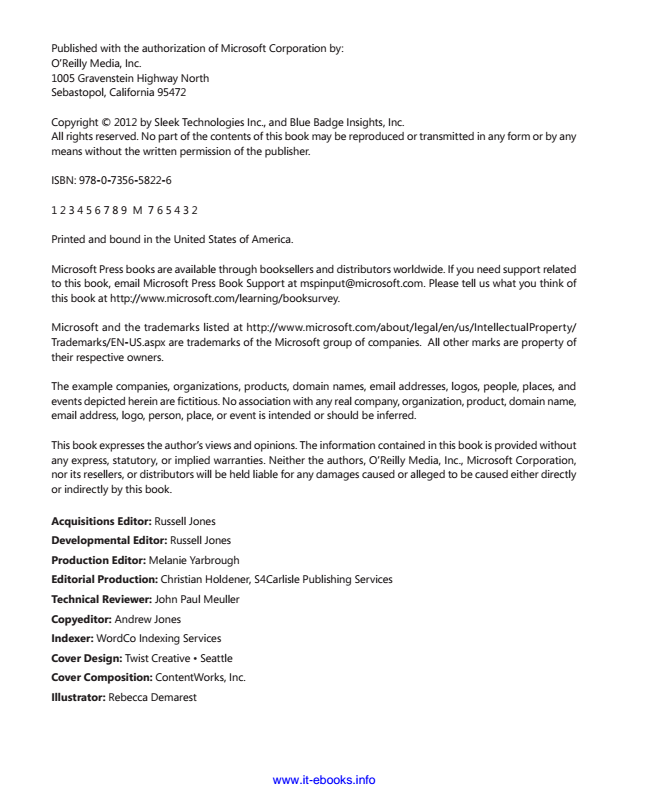 Published with the authorization of Microsoft Corporation by:
O’Reilly Media, Inc.
1005 Gravenstein Highway North
Sebastopol, California 95472
Copyright © 2012 by Sleek Technologies Inc., and Blue Badge Insights, Inc.
All rights reserved. No part of the contents of this book may be reproduced or transmitted in any form or by any
means without the written permission of the publisher.
ISBN: 978-0-7356-5822-6
1 2 3 4 5 6 7 8 9 M 7 6 5 4 3 2
Printed and bound in the United States of America.
Microsoft Press books are available through booksellers and distributors worldwide. If you need support related
to this book, email Microsoft Press Book Support at mspinput@microsoft.com. Please tell us what you think of
this book at http://www.microsoft.com/learning/booksurvey.
Microsoft and the trademarks listed at http://www.microsoft.com/about/legal/en/us/IntellectualProperty/
Trademarks/EN-US.aspx are trademarks of the Microsoft group of companies. All other marks are property of
their respective owners.
The example companies, organizations, products, domain names, email addresses, logos, people, places, and
events depicted herein are fictitious. No association with any real company, organization, product, domain name,
email address, logo, person, place, or event is intended or should be inferred.
This book expresses the author’s views and opinions. The information contained in this book is provided without
any express, statutory, or implied warranties. Neither the authors, O’Reilly Media, Inc., Microsoft Corporation,
nor its resellers, or distributors will be held liable for any damages caused or alleged to be caused either directly
or indirectly by this book.
Acquisitions Editor: Russell Jones
Developmental Editor: Russell Jones
Production Editor: Melanie Yarbrough
Editorial Production: Christian Holdener, S4Carlisle Publishing Services
Technical Reviewer: John Paul Meuller
Copyeditor: Andrew Jones
Indexer: WordCo Indexing Services
Cover Design: Twist Creative • Seattle
Cover Composition: ContentWorks, Inc.
Illustrator: Rebecca Demarest
www.it-ebooks.info